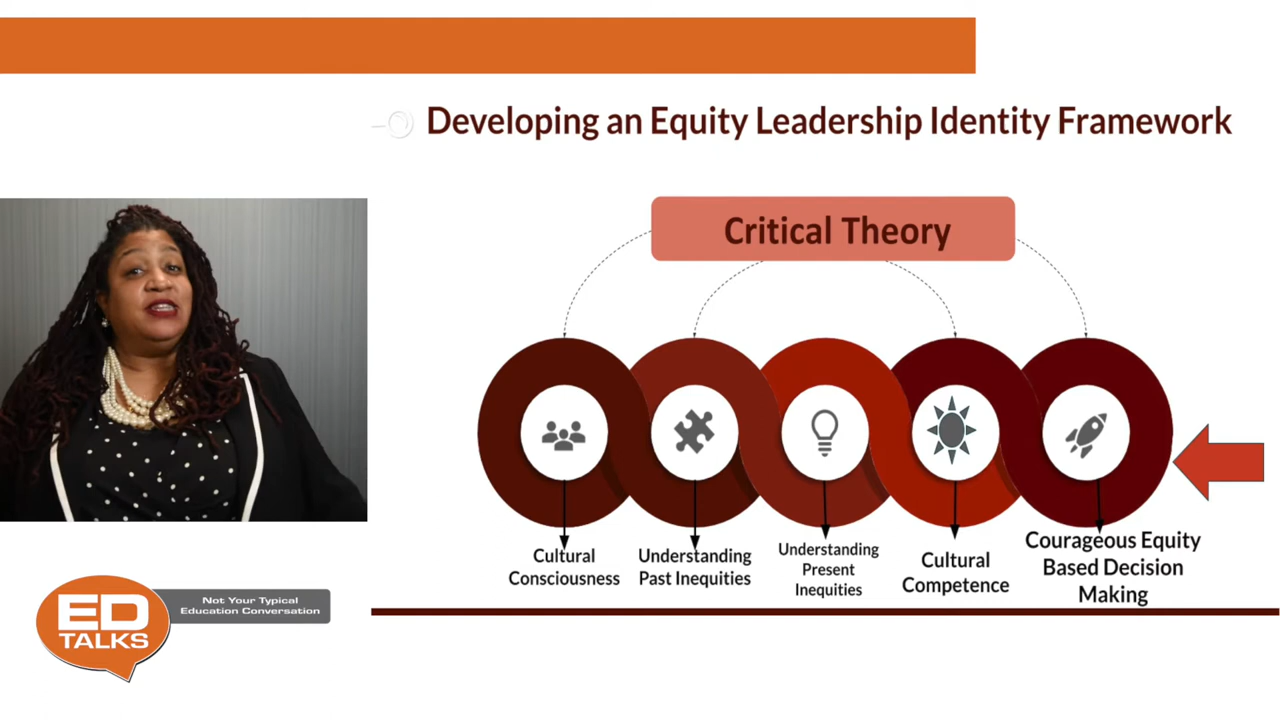 Developing an Equity Leadership Identity Framework
Critical Theory
Cultural
Consciousness
Understanding
Past Inequities
Understanding
Present
Inequities
Cultural
Competence
Courageous Equity
Based Decision
Making
ED
TALKS
Not Your Typical
Education Conversation